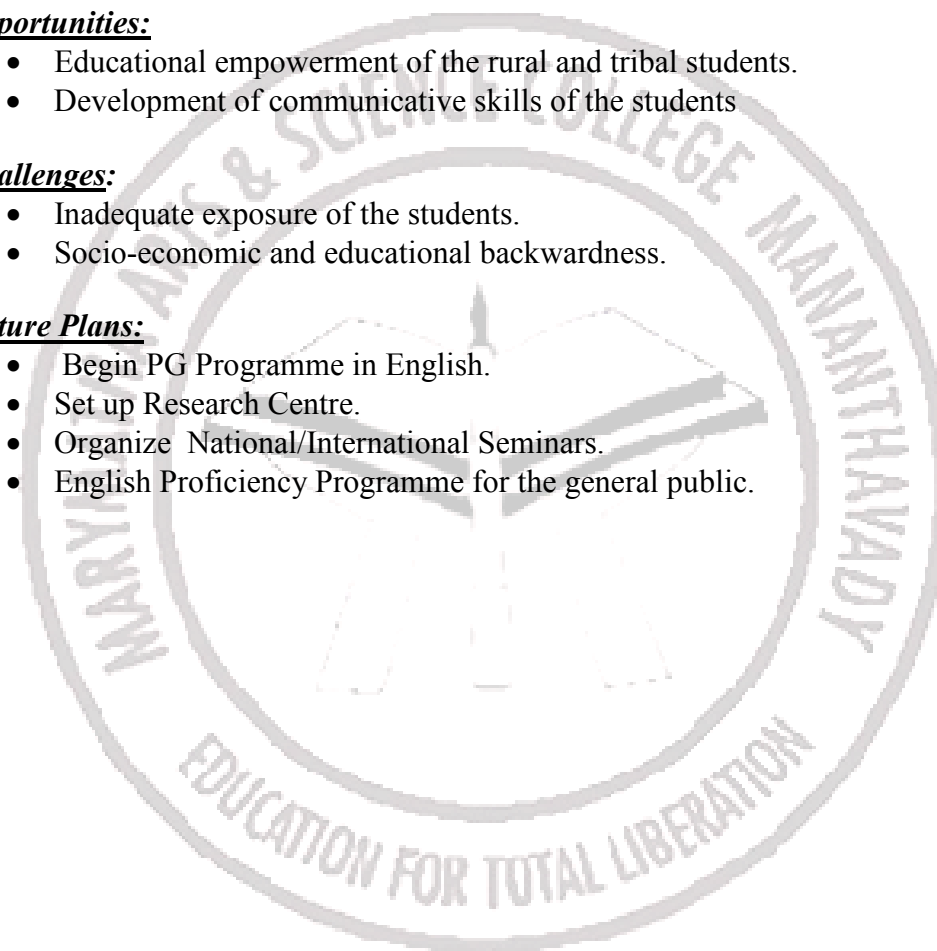 portunities:
• Educational empowerment of the rural and tribal students.
• Development of communicative skills of the students
allenges:
• Inadequate exposure of the students.
• Socio-economic and educational backwardness.
ture Plans:
• Begin PG Programme in English.
• Set up Research Centre.
• Organize National/International Seminars.
• English Proficiency Programme for the general public.
MARYMATHA ARTS & SCIENCE COLLEGE MANANTHAVADY
EDUCATION FOR TOTAL LIBERATION